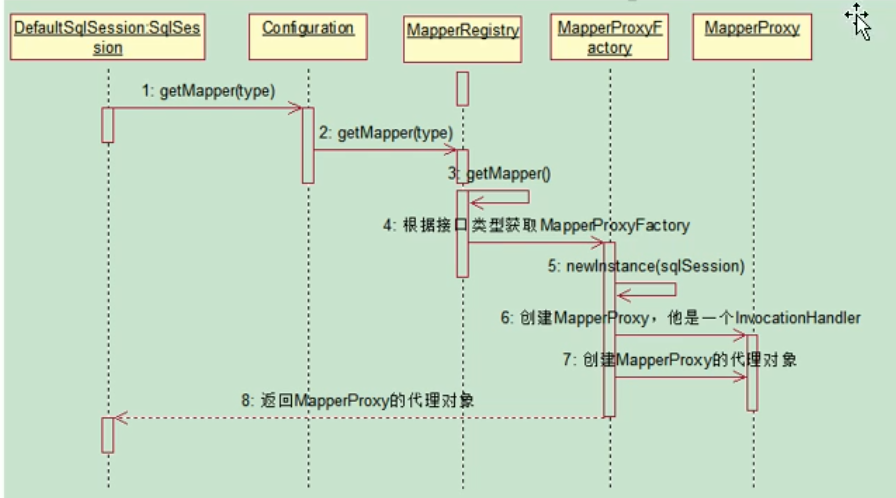 DefaultSqlSession:SqlSes
sion
Configuration
MapperRegistry
MapperProxyF
actory
MapperProxy
1: getMapper(type)
2: getMapper(type)
3: getMapper()
4: 根据接口类型获取MapperProxyFactory
5: newInstance(sqlSession)
6: 创建MapperProxy，他是一个InvocationHandler
7: 创建MapperProxy的代理对象
8: 返回MapperProxy的代理对象